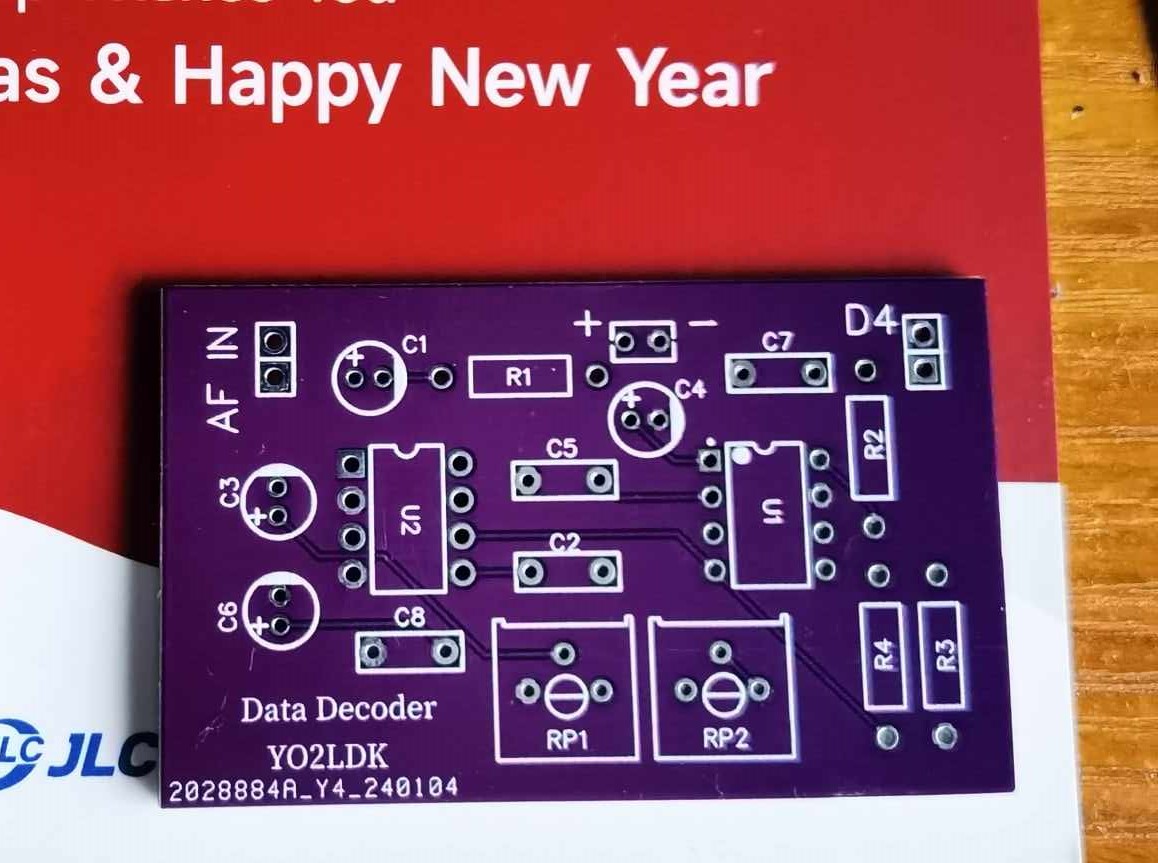 as & Happy New Year
AF IN
C1
R1
+ -
C7
D4
C4
C3
U2
C5
U1
R2
C2
C6
C8
R4
R3
RP1
RP2
Data Decoder
YO2LDK
2028884A_Y4_240104
LC JLC